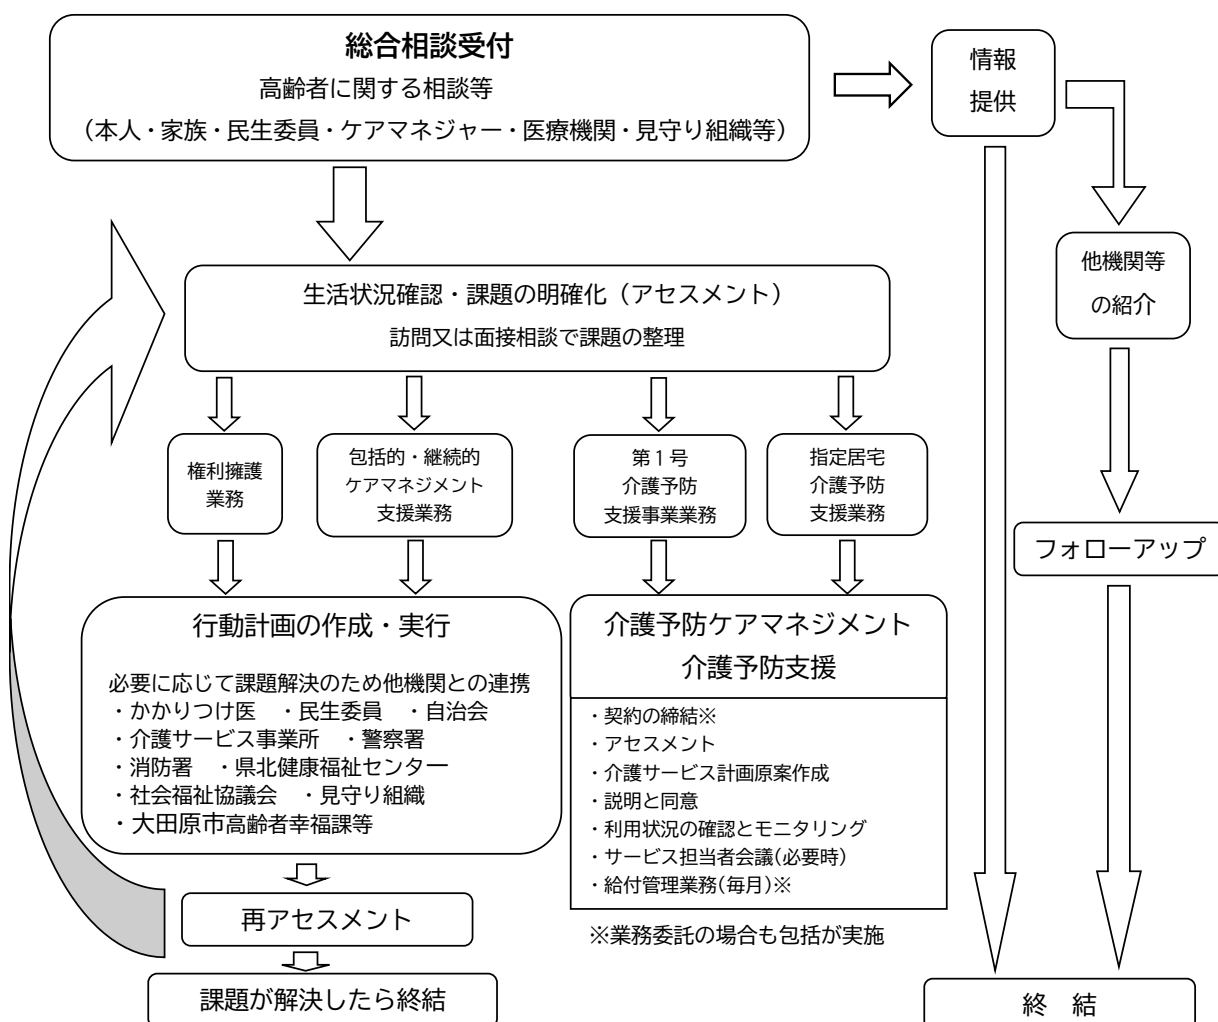 総合相談受付
高齢者に関する相談等
（本人・家族・民生委員・ケアマネジャー・医療機関・見守り組織等）
情報
提供
他機関等
の紹介
生活状況確認・課題の明確化（アセスメント）
訪問又は面接相談で課題の整理
権利擁護
業務
包括的・継続的
ケアマネジメント
支援業務
第１号
介護予防
支援事業業務
指定居宅
介護予防
支援業務
フォローアップ
行動計画の作成・実行
必要に応じて課題解決のため他機関との連携
・かかりつけ医　・民生委員　・自治会
・介護サービス事業所　・警察署
・消防署　・県北健康福祉センター
・社会福祉協議会　・見守り組織
・大田原市高齢者幸福課等
介護予防ケアマネジメント
介護予防支援
・契約の締結※
・アセスメント
・介護サービス計画原案作成
・説明と同意
・利用状況の確認とモニタリング
・サービス担当者会議(必要時)
・給付管理業務(毎月)※
※業務委託の場合も包括が実施
再アセスメント
課題が解決したら終結
終　結